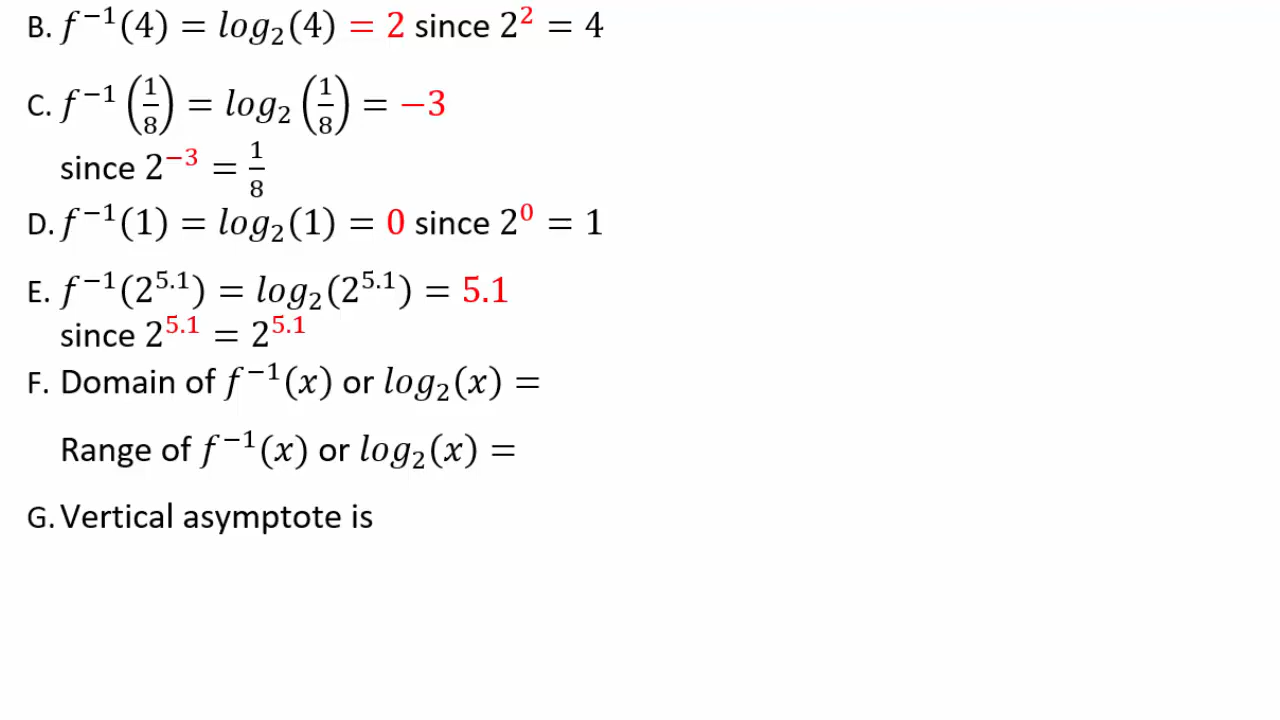 B. f⁻¹(4) = log₂(4) = 2 since 2² = 4
C. f⁻¹(1/8) = log₂(1/8) = −3
since 2⁻³ = 1/8
D. f⁻¹(1) = log₂(1) = 0 since 2⁰ = 1
E. f⁻¹(2^5.1) = log₂(2^5.1) = 5.1
since 2^5.1 = 2^5.1
F. Domain of f⁻¹(x) or log₂(x) =
Range of f⁻¹(x) or log₂(x) =
G. Vertical asymptote is